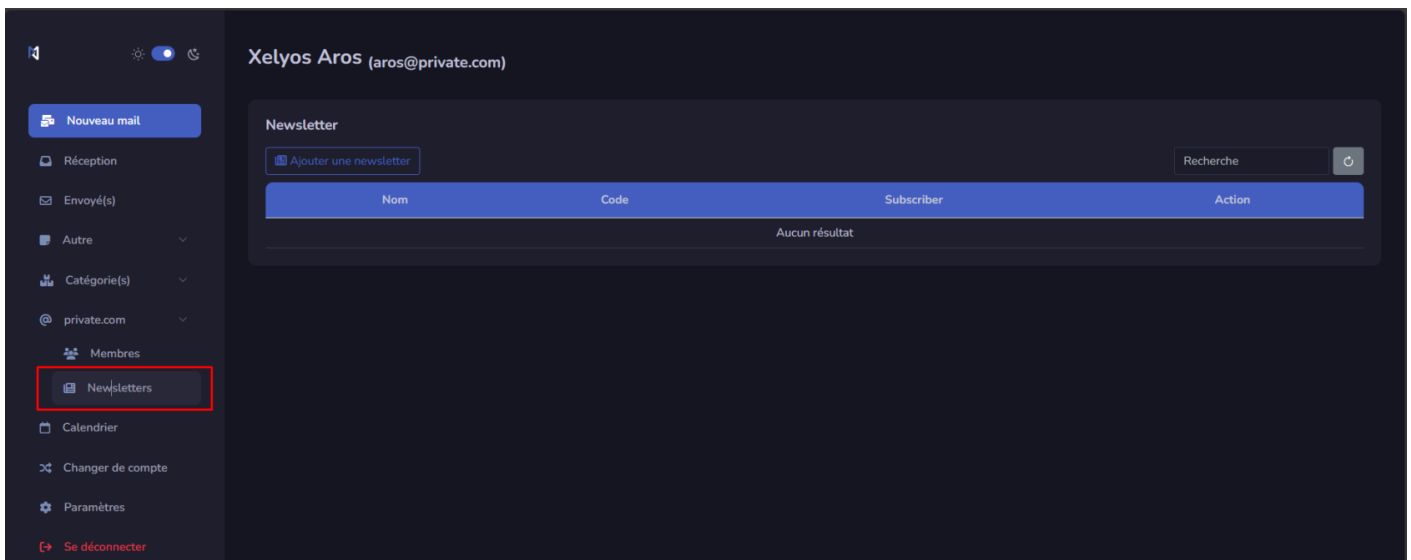 Xelyos Aros (aros@private.com)
Nouveau mail
Réception
Envoyé(s)
Autre
Catégorie(s)
private.com
Membres
Newsletters
Calendrier
Changer de compte
Paramètres
Se déconnecter
Newsletter
Ajouter une newsletter
Recherche
Nom Code Subscriber Action
Aucun résultat